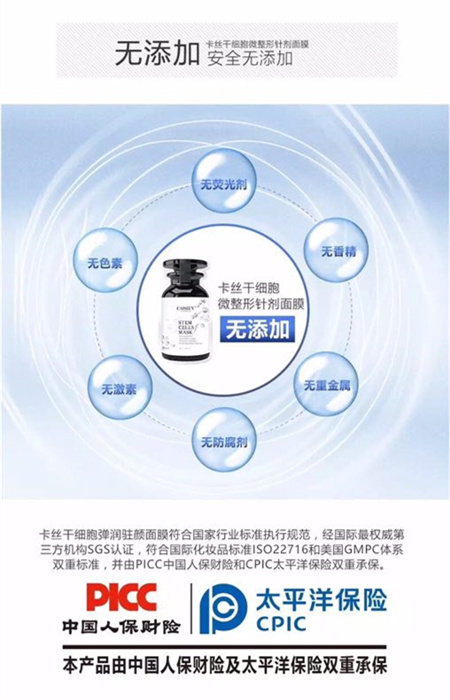 无添加
卡丝干细胞微整形针剂面膜
安全无添加
无荧光剂
无色素
无香精
卡丝干细胞
微整形针剂面膜
无添加
STEM
CELLS
MASK
无激素
无重金属
无防腐剂
卡丝干细胞弹润驻颜面膜符合国家行业标准执行规范，经国际最权威第
三方机构SGS认证，符合国际化妆品标准ISO22716和美国GMPC体系
双重标准，并由PICC中国人保财险和CPIC太平洋保险双重承保。
PICC
中国人保财险
太平洋保险
CPIC
本产品由中国人保财险及太平洋保险双重承保